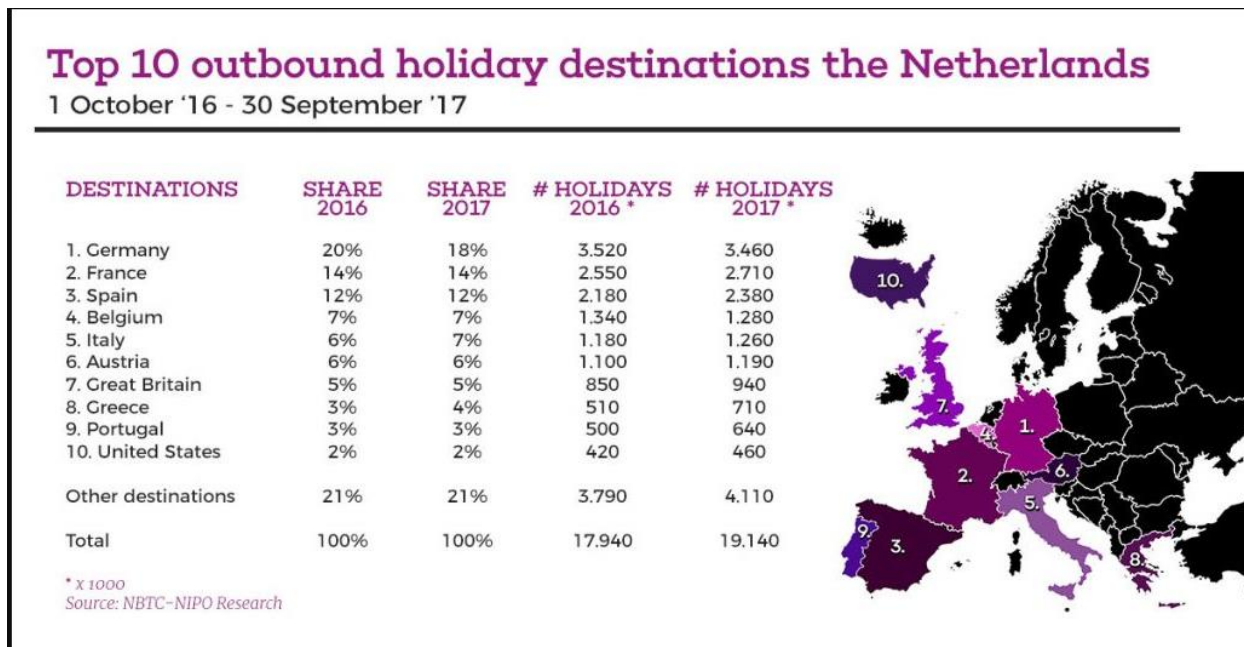 Top 10 outbound holiday destinations the Netherlands
1 October ‘16 - 30 September ’17
DESTINATIONS SHARE 2016 SHARE 2017 # HOLIDAYS 2016 * # HOLIDAYS 2017 *
1. Germany 20% 18% 3.520 3.460
2. France 14% 14% 2.550 2.710
3. Spain 12% 12% 2.180 2.380
4. Belgium 7% 7% 1.340 1.280
5. Italy 6% 7% 1.180 1.260
6. Austria 6% 6% 1.100 1.190
7. Great Britain 5% 5% 850 940
8. Greece 3% 4% 510 710
9. Portugal 3% 3% 500 640
10. United States 2% 2% 420 460
Other destinations 21% 21% 3.790 4.110
Total 100% 100% 17.940 19.140
* x 1000
Source: NBTC-NIPO Research
10.
7.
1.
4.
2.
6.
5.
9.
3.
8.